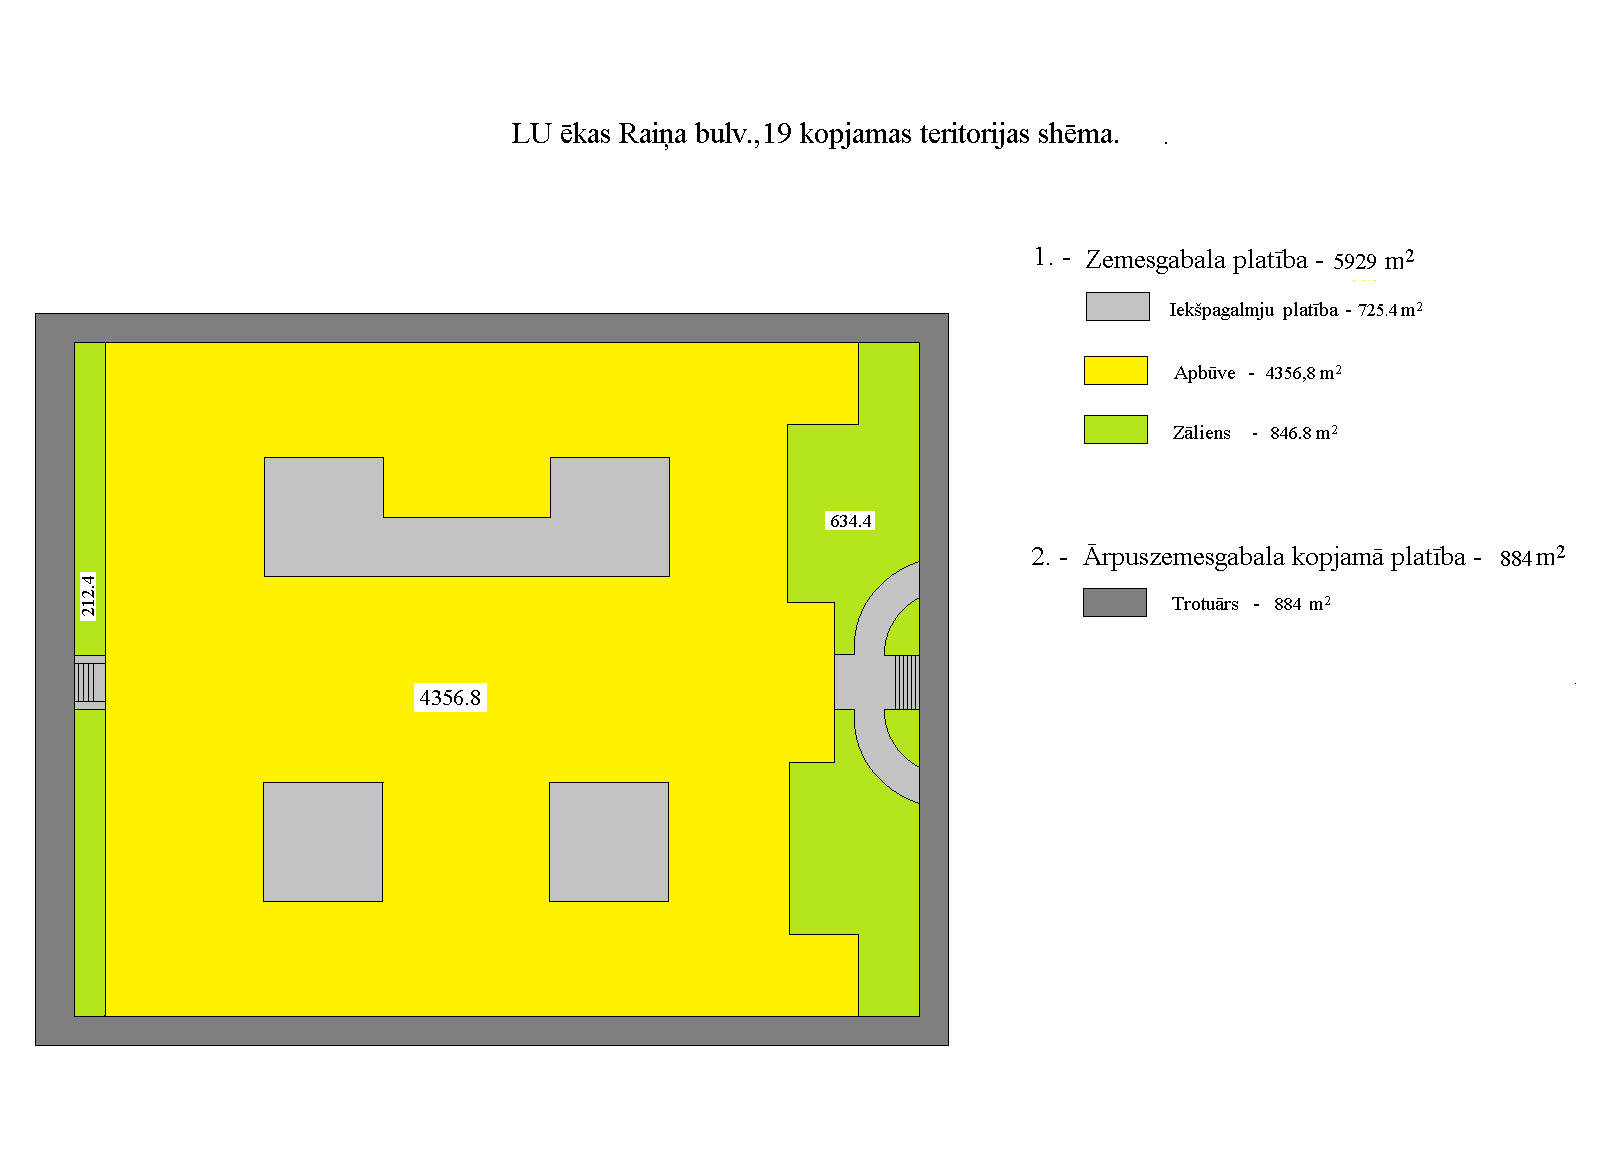 LU ēkas Raiņa bulv.,19 kopjamas teritorijas shēma.
1. - Zemesgabala platība - 5929 m²
Iekšpagalmju platība - 725.4 m²
Apbūve - 4356,8 m²
Zāliens - 846.8 m²
634.4
2. - Ārpuszemesgabala kopjamā platība - 884 m²
Trotuārs - 884 m²
212.4
4356.8